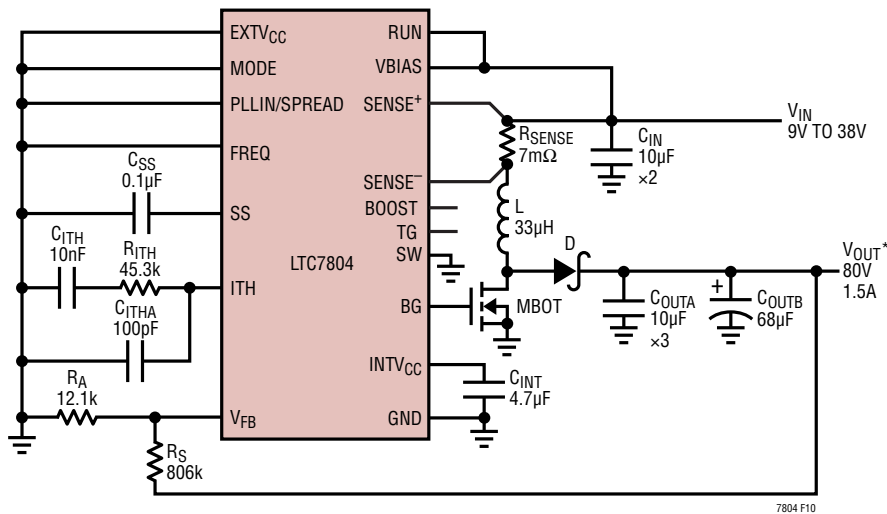 EXTVCC
MODE
PLLIN/SPREAD
FREQ
CSS
0.1µF
SS
CITH
10nF
RITH
45.3k
ITH
CITHA
100pF
RA
12.1k
VFB
RS
806k
LTC7804
RUN
VBIAS
SENSE+
SENSE–
BOOST
TG
SW
BG
INTVCC
GND
RSENSE
7mΩ
CIN
10µF
×2
VIN
9V TO 38V
L
33µH
D
MBOT
COUTA
10µF
×3
+
COUTB
68µF
VOUT*
80V
1.5A
CINT
4.7µF
7804 F10